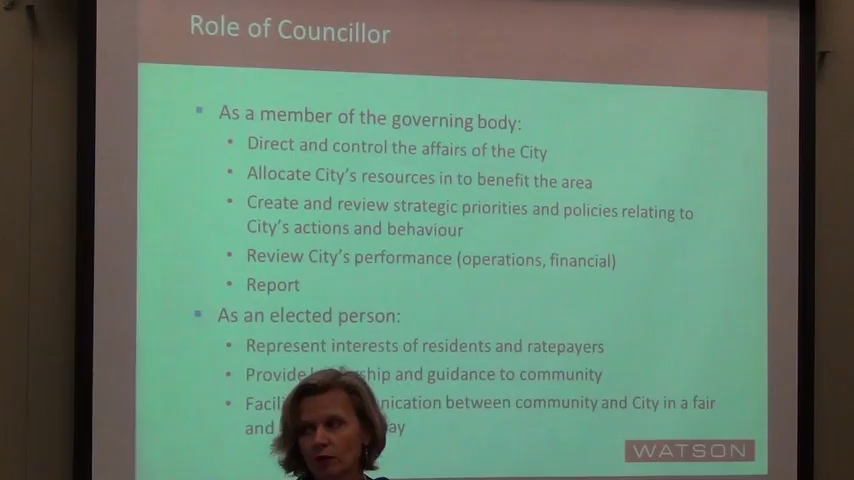 Role of Councillor
As a member of the governing body:
Direct and control the affairs of the City
Allocate City's resources in to benefit the area
Create and review strategic priorities and policies relating to
City's actions and behaviour
Review City's performance (operations, financial)
Report
As an elected person:
Represent interests of residents and ratepayers
Provide and guidance to community
between community and City in a fair
and
WATSON